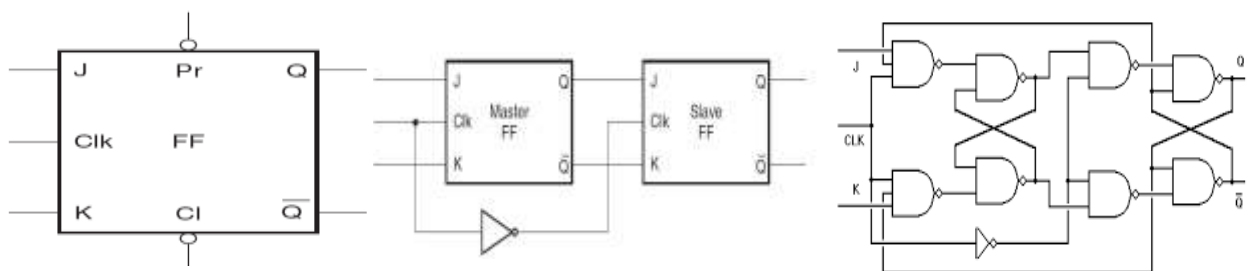 J Pr Q
Clk FF
K Cl Q̅
J Q
Clk Master FF
K Q̅
J Q
Clk Slave FF
K Q̅
J
CLK
K
Q
Q̅